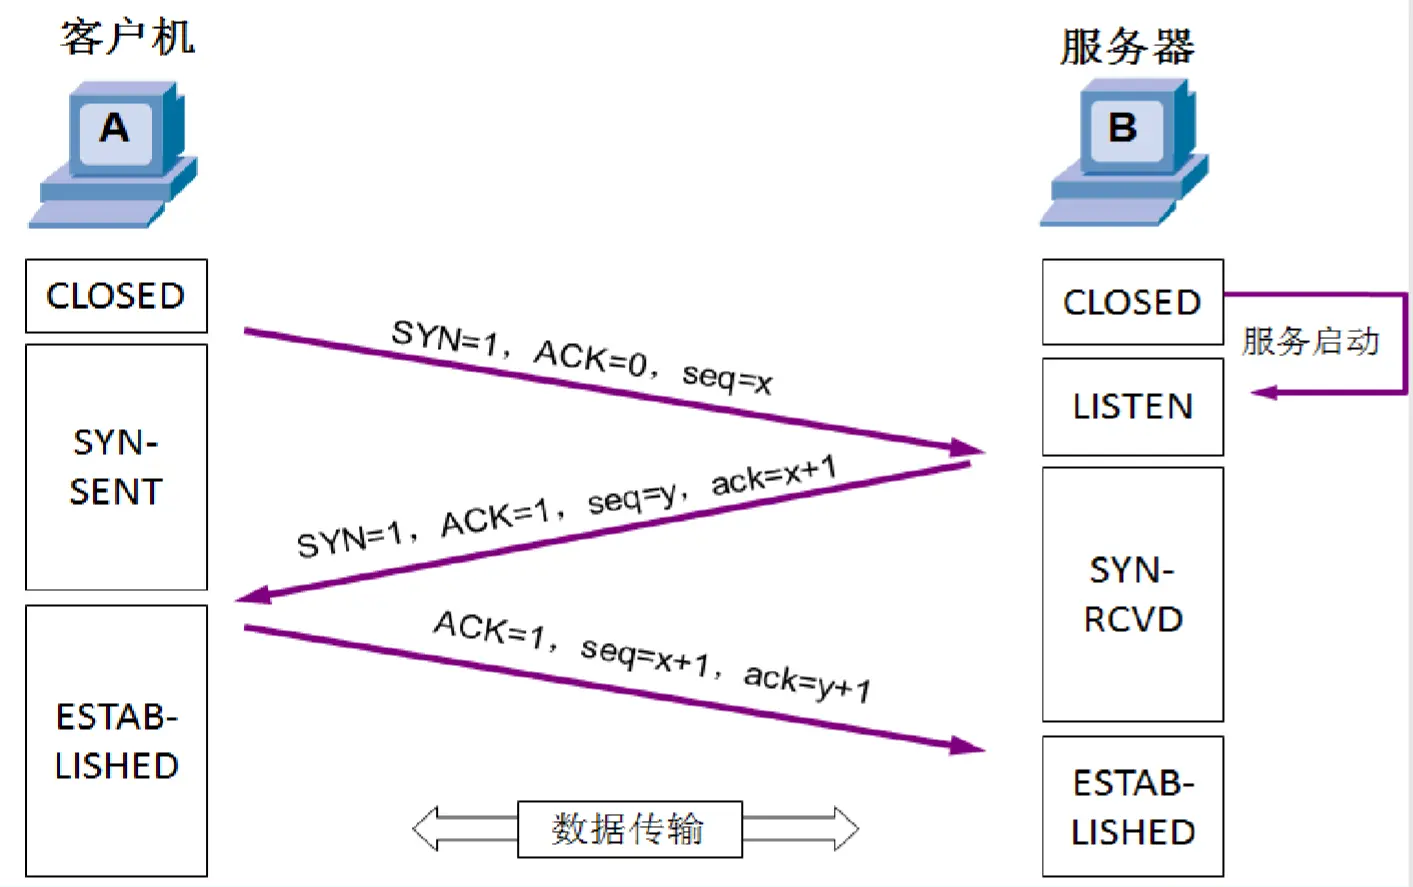 客户机
服务器
A
B
CLOSED
CLOSED
服务启动
SYN=1，ACK=0，seq=x
LISTEN
SYN-
SENT
SYN=1，ACK=1，seq=y，ack=x+1
SYN-
RCVD
ACK=1，seq=x+1，ack=y+1
ESTAB-
LISHED
ESTAB-
LISHED
数据传输